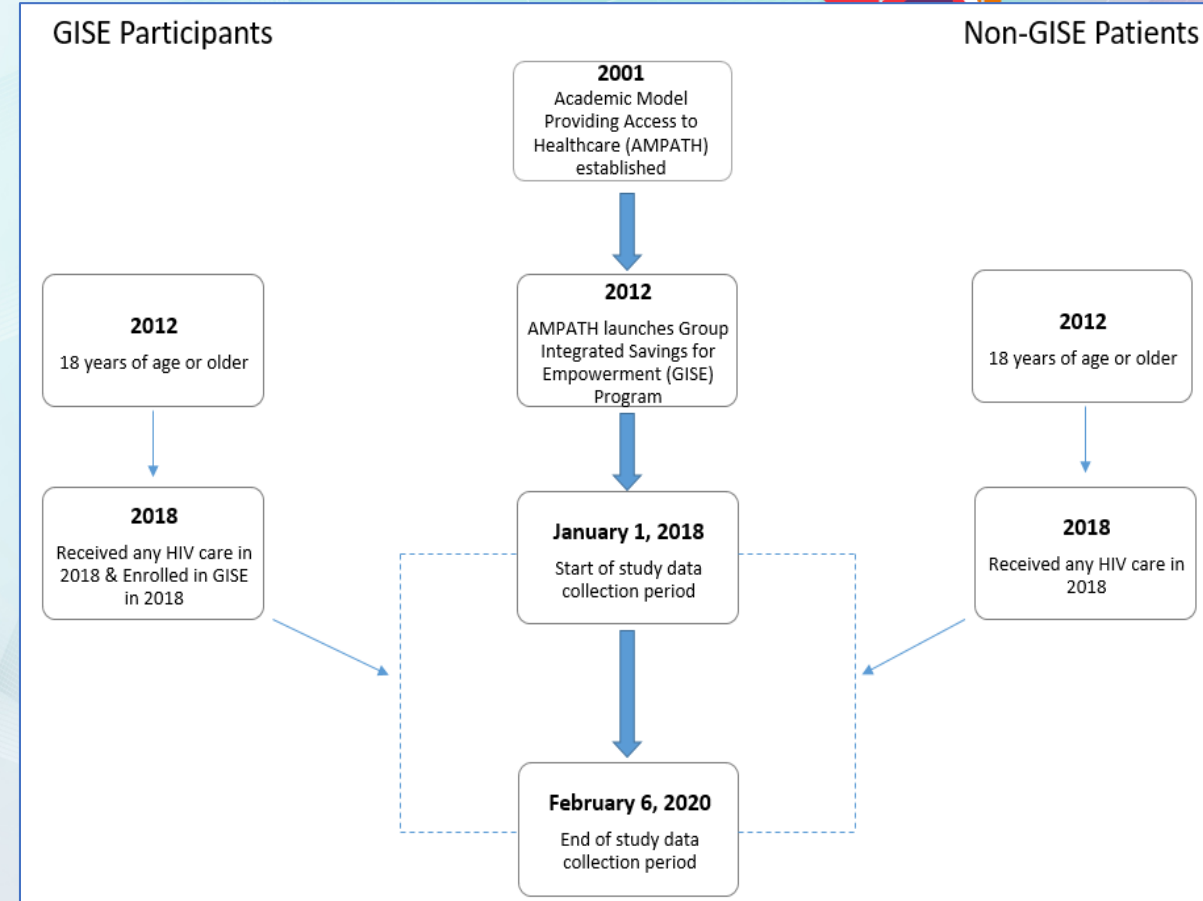 GISE Participants
Non-GISE Patients
2001
Academic Model
Providing Access to
Healthcare (AMPATH)
established
2012
18 years of age or older
2012
AMPATH launches Group
Integrated Savings for
Empowerment (GISE)
Program
2012
18 years of age or older
2018
Received any HIV care in
2018 & Enrolled in GISE
in 2018
January 1, 2018
Start of study data
collection period
2018
Received any HIV care in
2018
February 6, 2020
End of study data
collection period